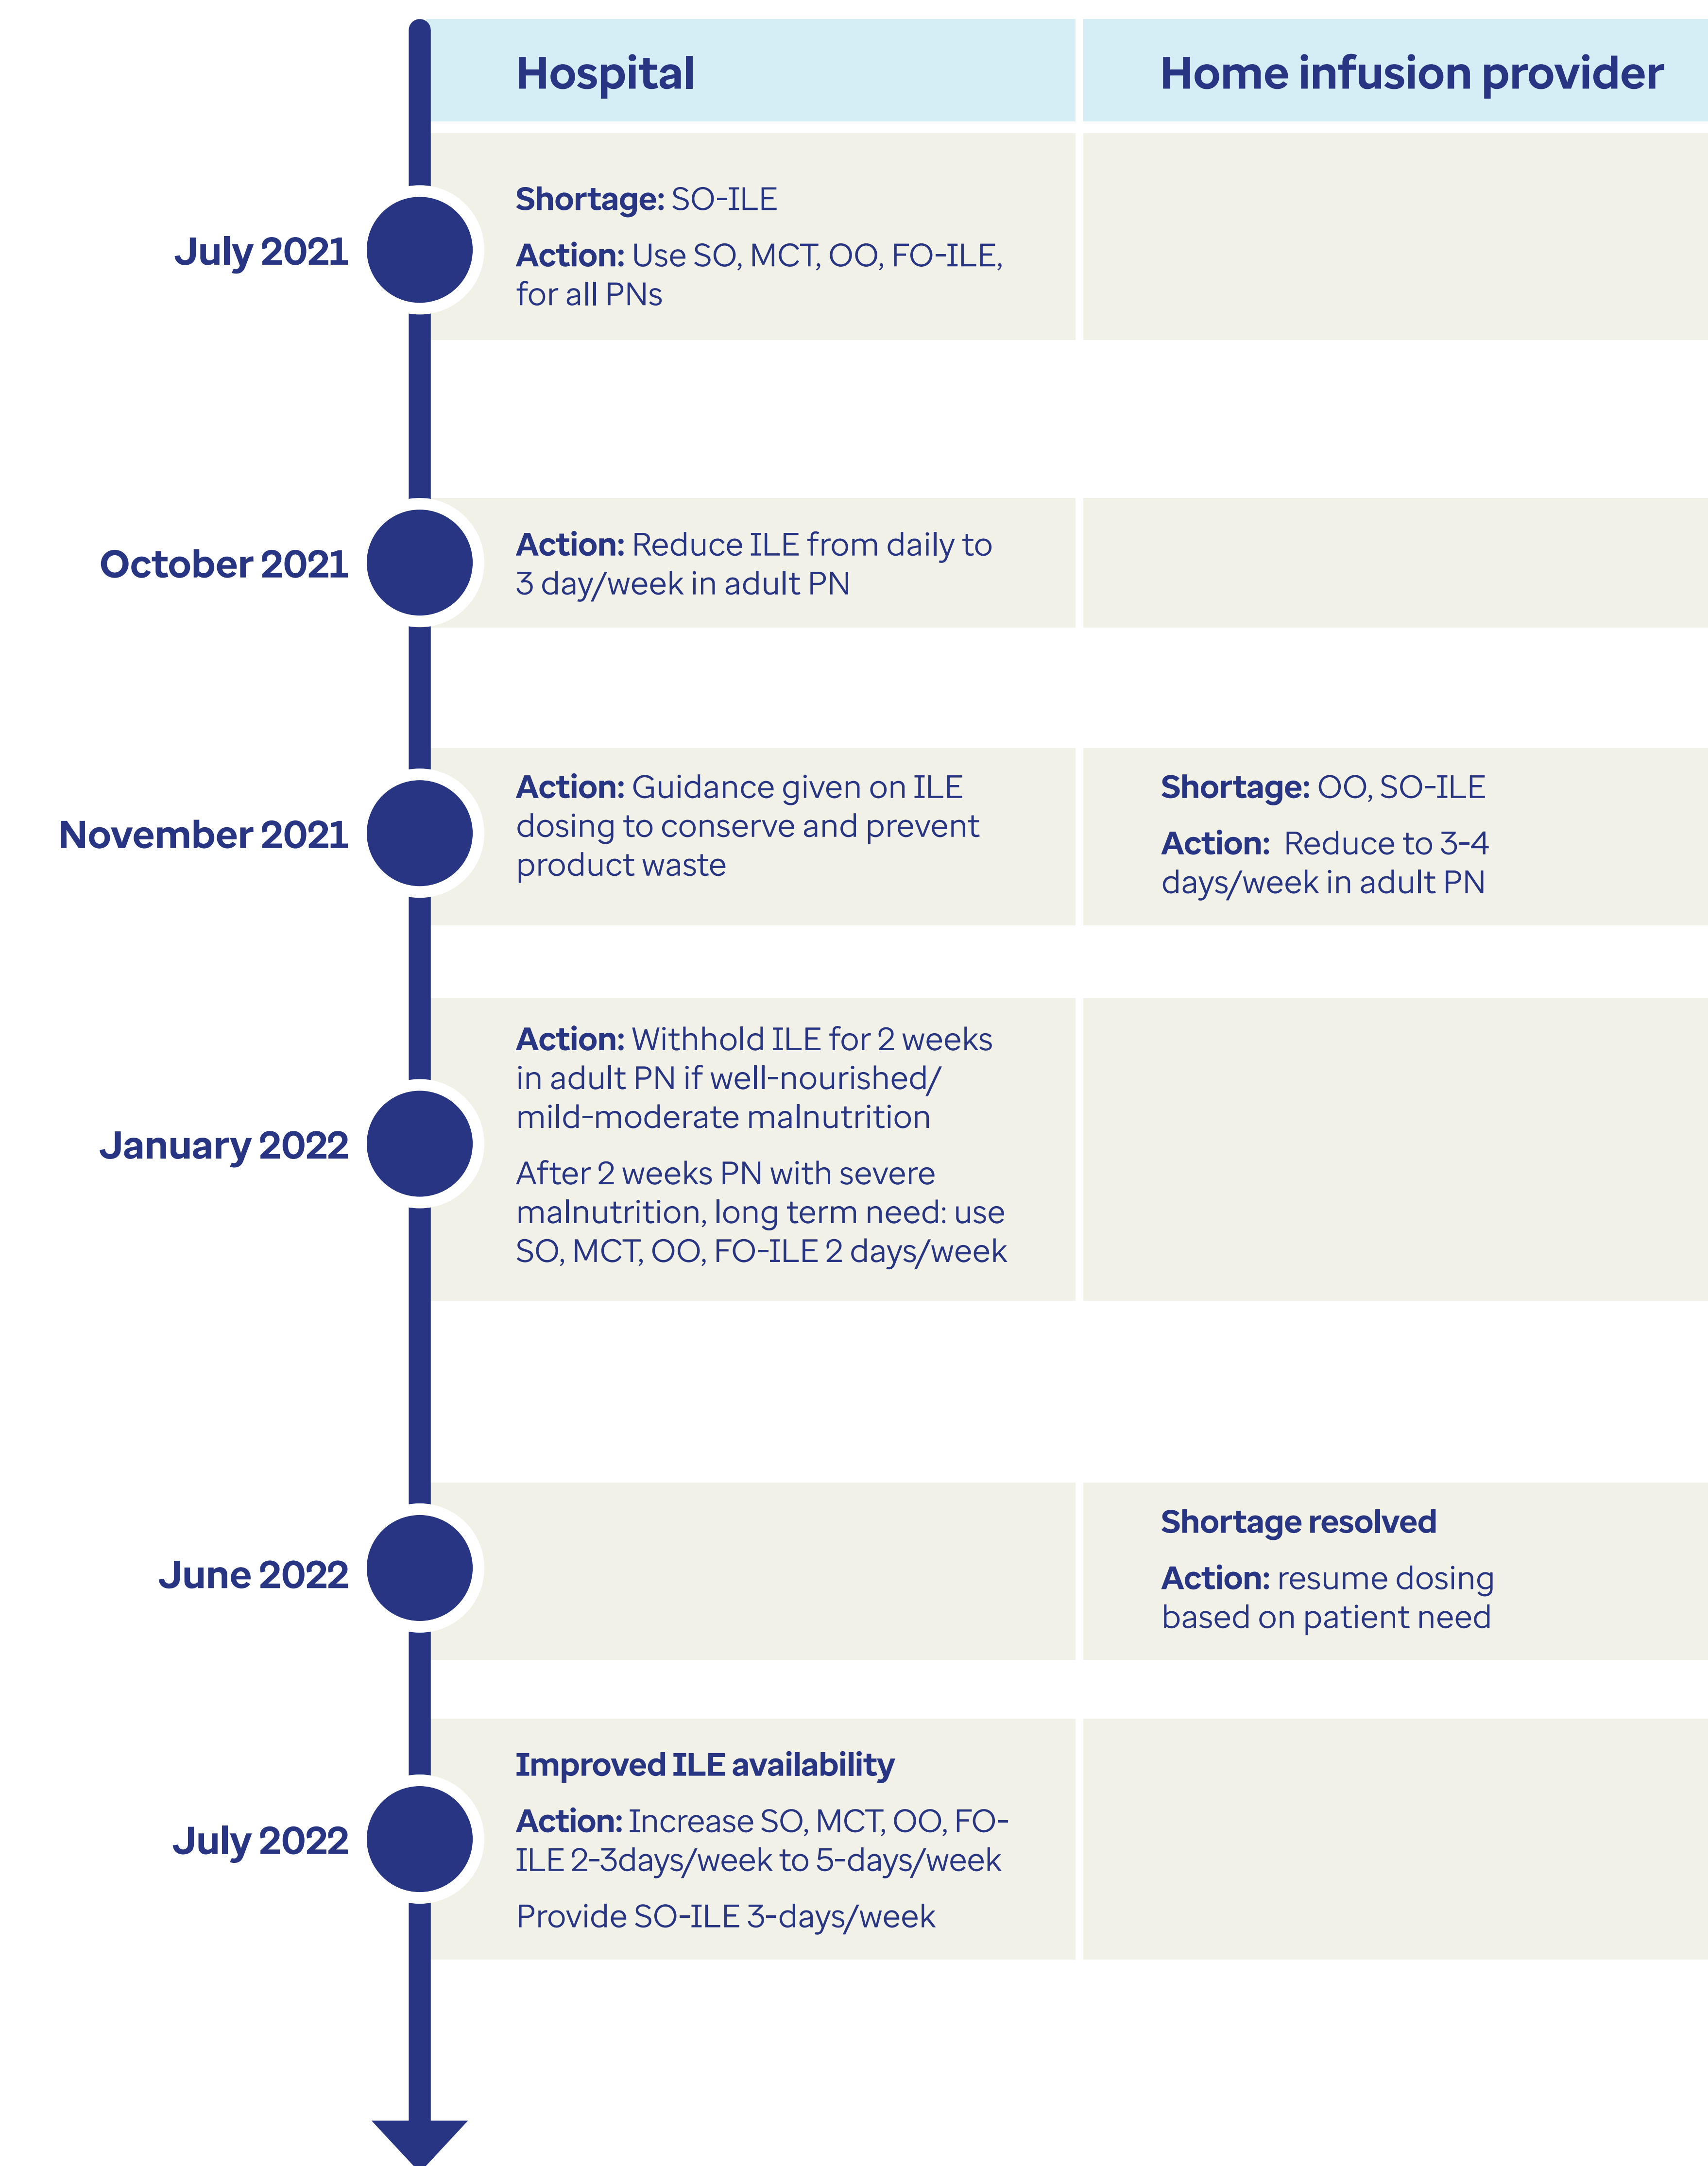 Hospital
Home infusion provider
July 2021
Shortage: SO-ILE
Action: Use SO, MCT, OO, FO-ILE,
for all PNs
October 2021
Action: Reduce ILE from daily to
3 day/week in adult PN
November 2021
Action: Guidance given on ILE
dosing to conserve and prevent
product waste
Shortage: OO, SO-ILE
Action: Reduce to 3-4
days/week in adult PN
January 2022
Action: Withhold ILE for 2 weeks
in adult PN if well-nourished/
mild-moderate malnutrition
After 2 weeks PN with severe
malnutrition, long term need: use
SO, MCT, OO, FO-ILE 2 days/week
June 2022
Shortage resolved
Action: resume dosing
based on patient need
July 2022
Improved ILE availability
Action: Increase SO, MCT, OO, FO-
ILE 2-3days/week to 5-days/week
Provide SO-ILE 3-days/week